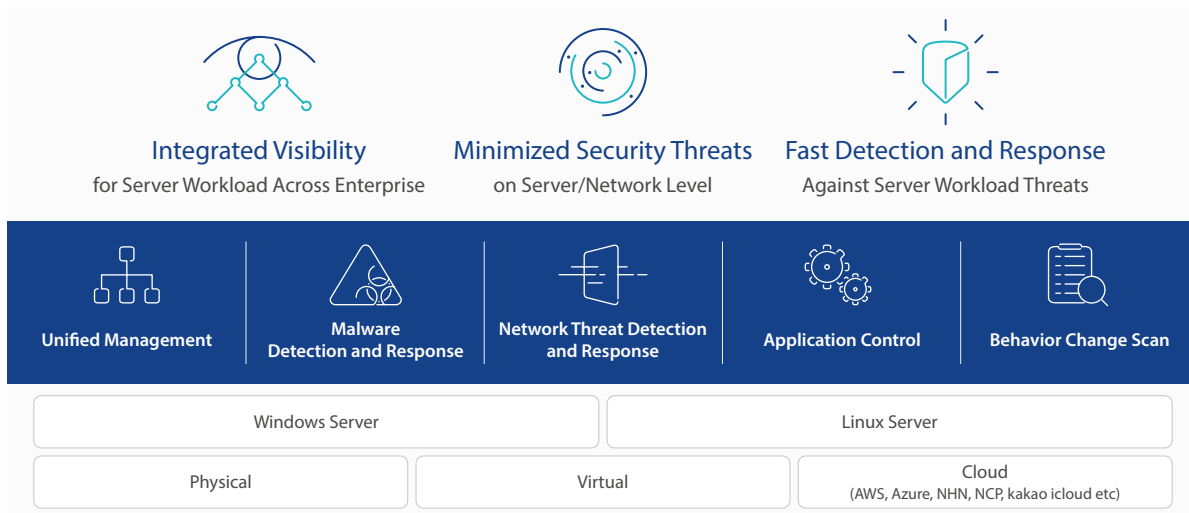 Integrated Visibility
for Server Workload Across Enterprise
Minimized Security Threats
on Server/Network Level
Fast Detection and Response
Against Server Workload Threats
Unified Management
Malware
Detection and Response
Network Threat Detection
and Response
Application Control
Behavior Change Scan
Windows Server
Linux Server
Physical
Virtual
Cloud
(AWS, Azure, NHN, NCP, kakao icloud etc)